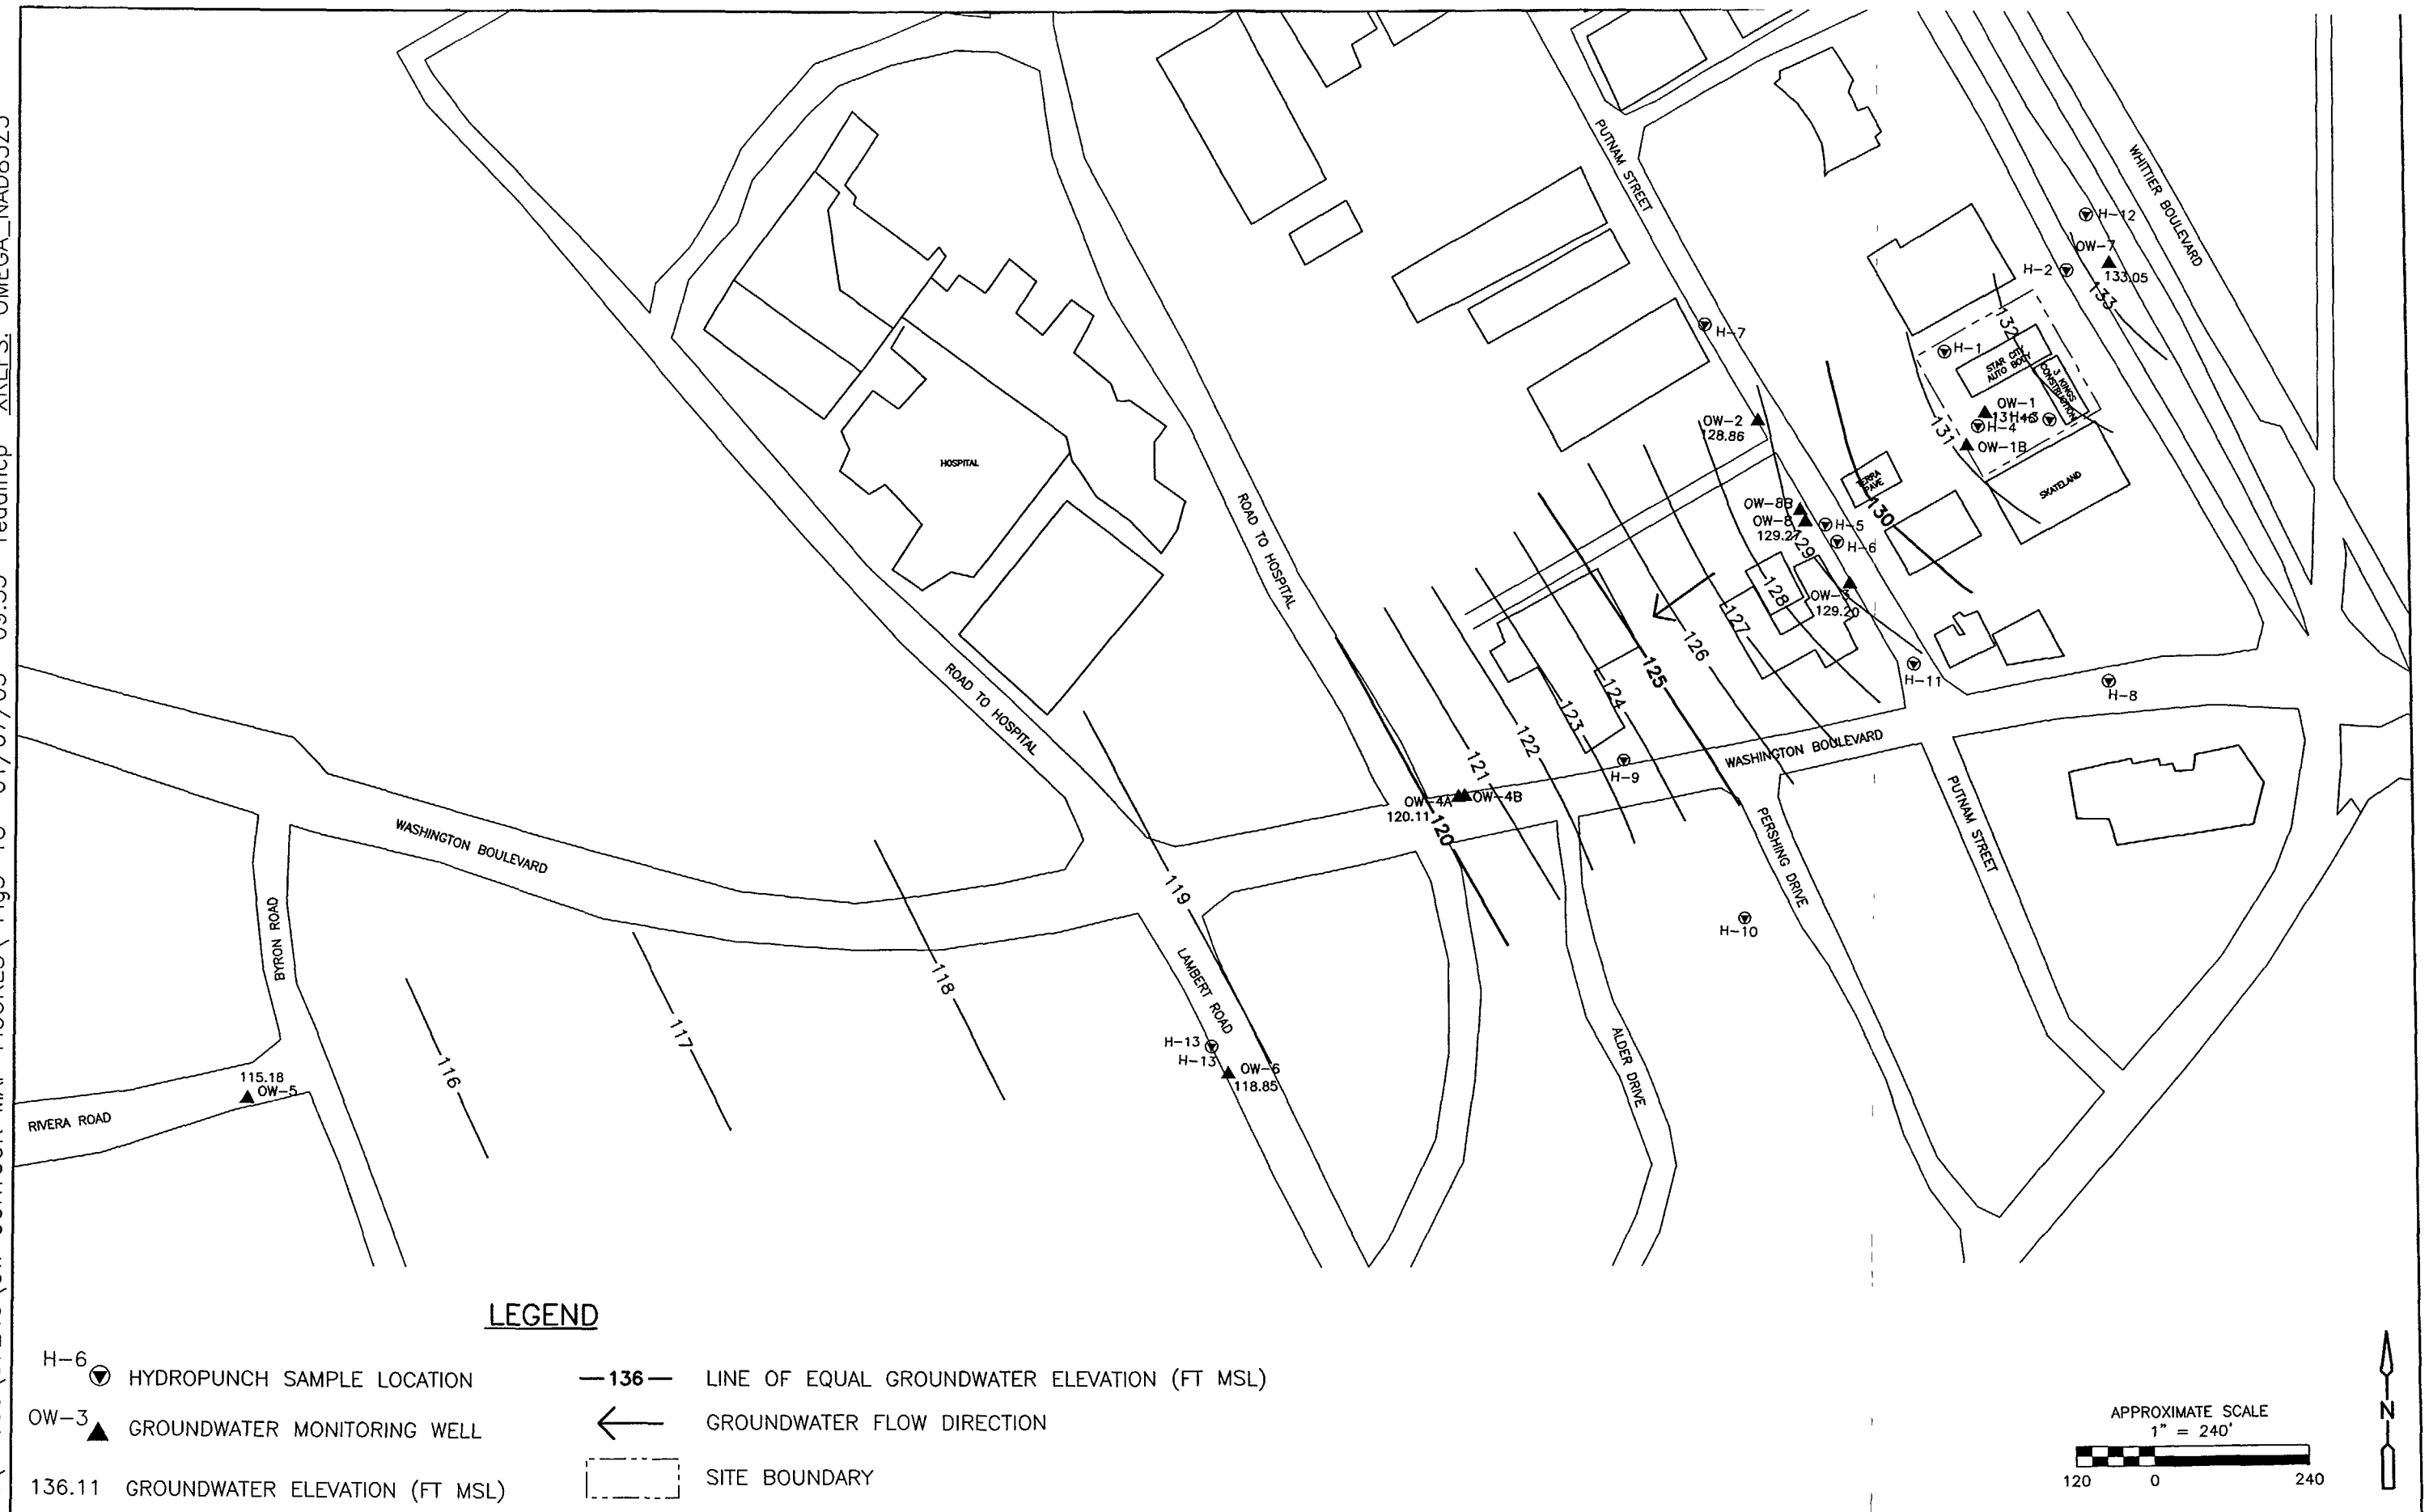 XREFS: OMEGA_NAD8323
PUTNAM STREET
WHITTIER BOULEVARD
H-12
OW-7
133.05
H-2
133
H-7
132
H-1
STAR CITY
AUTO BODY
3 KINGS
CONSTRUCTION
OW-1
H-4
131
OW-1B
SKATELAND
OW-2
128.86
HOSPITAL
TERRA
PAVE
130
ROAD TO HOSPITAL
OW-8B
OW-8
129.27
H-5
H-6
129
128
OW-3
129.20
127
126
125
124
123
122
121
120
H-11
H-8
ROAD TO HOSPITAL
WASHINGTON BOULEVARD
H-9
OW-4A
OW-4B
120.11
PERSHING DRIVE
PUTNAM STREET
WASHINGTON BOULEVARD
119
BYRON ROAD
H-10
118
LAMBERT ROAD
117
116
H-13
H-13
OW-6
118.85
ALDER DRIVE
115.18
OW-5
RIVERA ROAD
LEGEND
H-6
HYDROPUNCH SAMPLE LOCATION
OW-3
GROUNDWATER MONITORING WELL
136.11 GROUNDWATER ELEVATION (FT MSL)
136 LINE OF EQUAL GROUNDWATER ELEVATION (FT MSL)
GROUNDWATER FLOW DIRECTION
SITE BOUNDARY
APPROXIMATE SCALE
1" = 240'
120 0 240
N